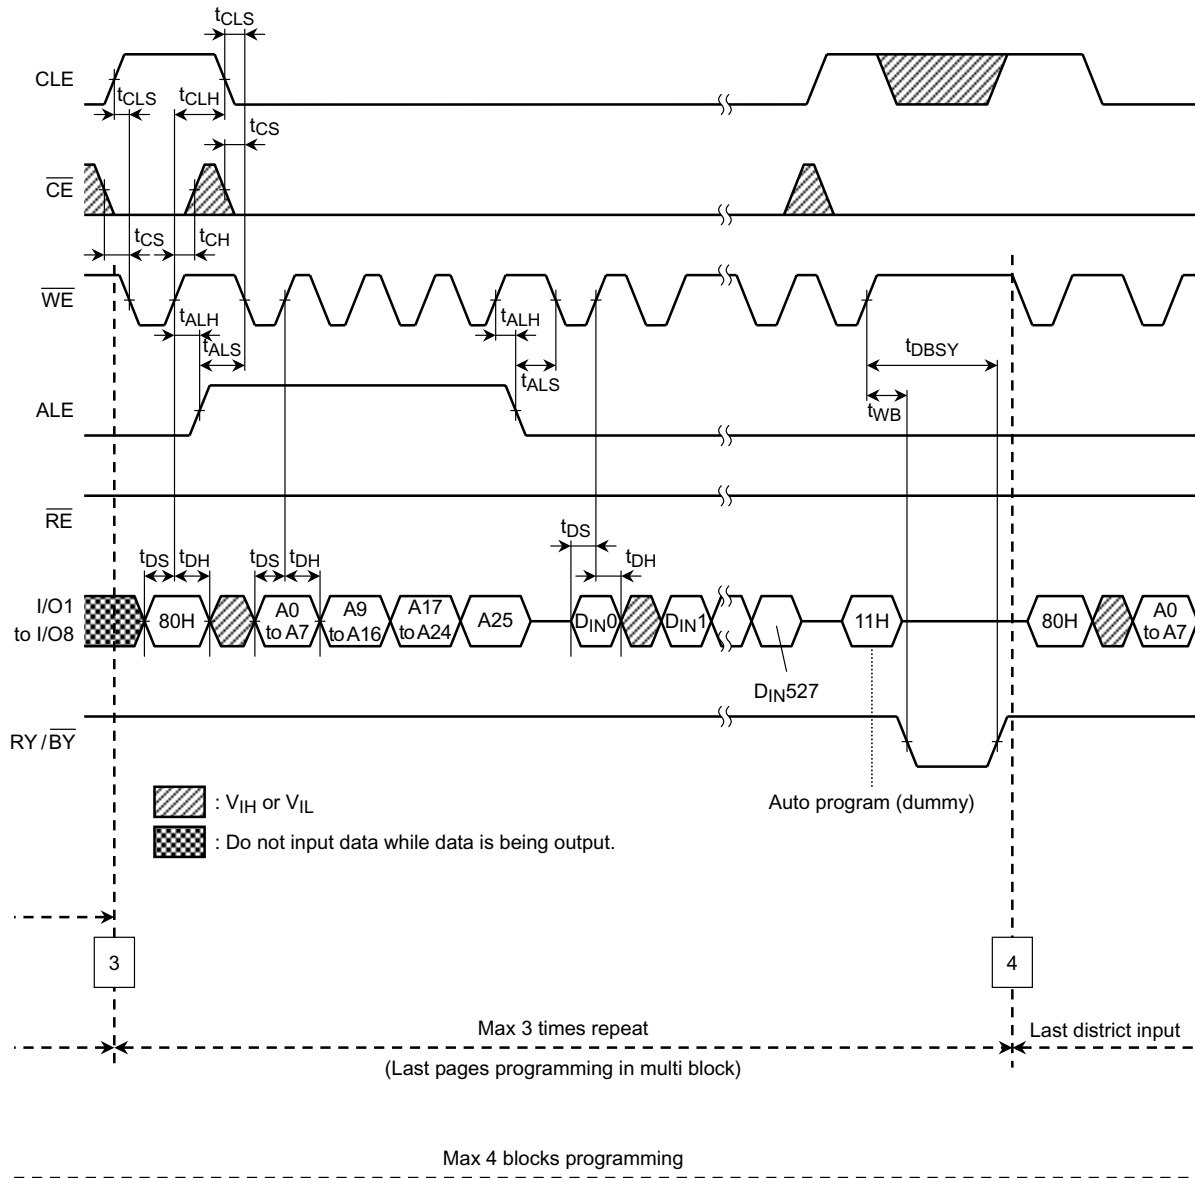 tCLS
CLE
tCLS tCLH
tCS
CE
tCS tCH
WE
tALH tALH
tALS tDBSY
tALS
ALE
tWB
RE
tDS
tDS tDH tDS tDH tDH
I/O1
to I/O8
80H
A0
to A7
A9
to A16
A17
to A24
A25
DIN0
DIN1
11H
80H
A0
to A7
DIN527
RY/BY
: VIH or VIL
Auto program (dummy)
: Do not input data while data is being output.
3
4
Max 3 times repeat
Last district input
(Last pages programming in multi block)
Max 4 blocks programming